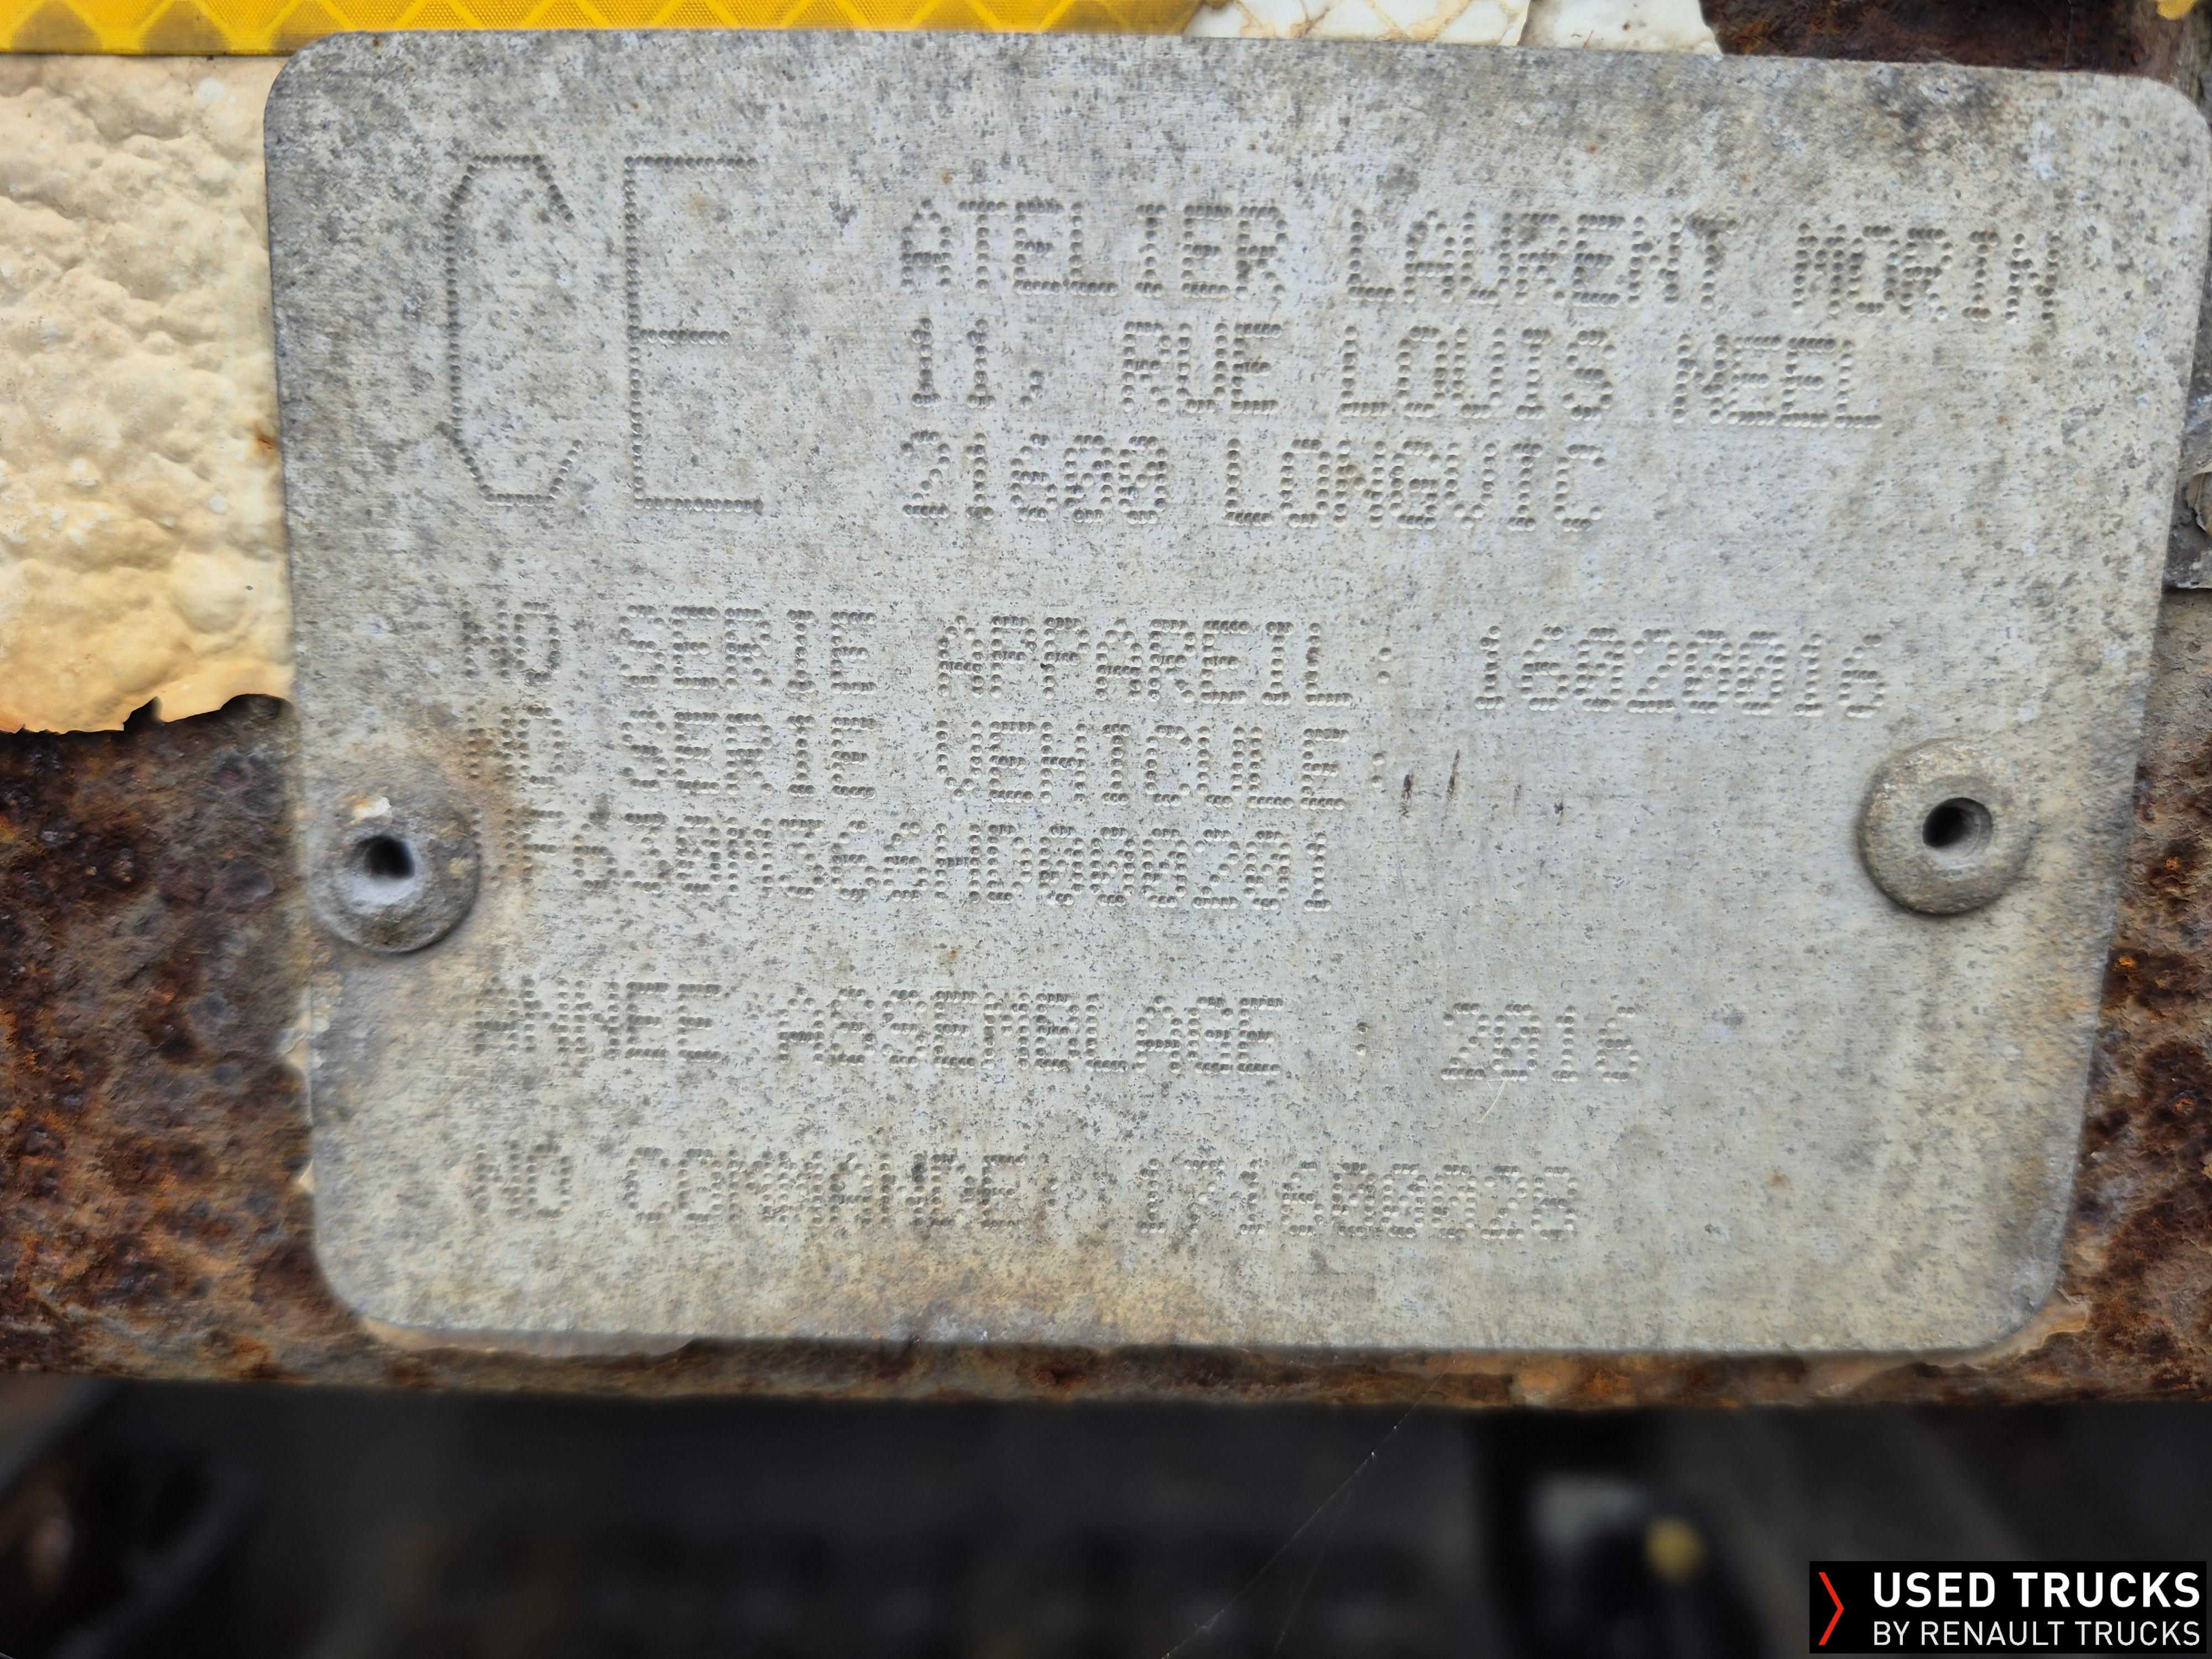 CE
ATELIER LAURENT MORIN
11, RUE LOUIS NEEL
21600 LONGVIC
NO SERIE APPAREIL: 16020016
NO SERIE VEHICULE:
ANNEE ASSEMBLAGE : 2016
NO COMMANDE: 171600028
USED TRUCKS
BY RENAULT TRUCKS